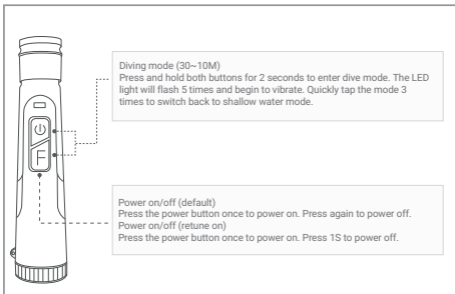 Diving mode (30~10M)
Press and hold both buttons for 2 seconds to enter dive mode. The LED
light will flash 5 times and begin to vibrate. Quickly tap the mode 3
times to switch back to shallow water mode.
F
Power on/off (default)
Press the power button once to power on. Press again to power off.
Power on/off (retune on)
Press the power button once to power on. Press 1S to power off.